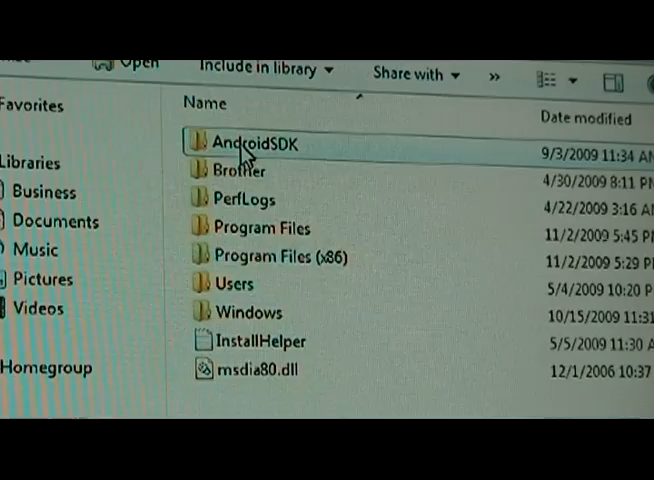 Open
Include in library
Share with
»
Favorites
Libraries
Business
Documents
Music
Pictures
Videos
Homegroup
Name
Date modified
AndroidSDK
9/3/2009 11:34 AM
Brother
4/30/2009 8:11 PM
PerfLogs
4/22/2009 3:16 AM
Program Files
11/2/2009 5:45 PM
Program Files (x86)
11/2/2009 5:29 PM
Users
5/4/2009 10:20 P
Windows
10/15/2009 11:31
InstallHelper
5/5/2009 11:30 A
msdia80.dll
12/1/2006 10:37